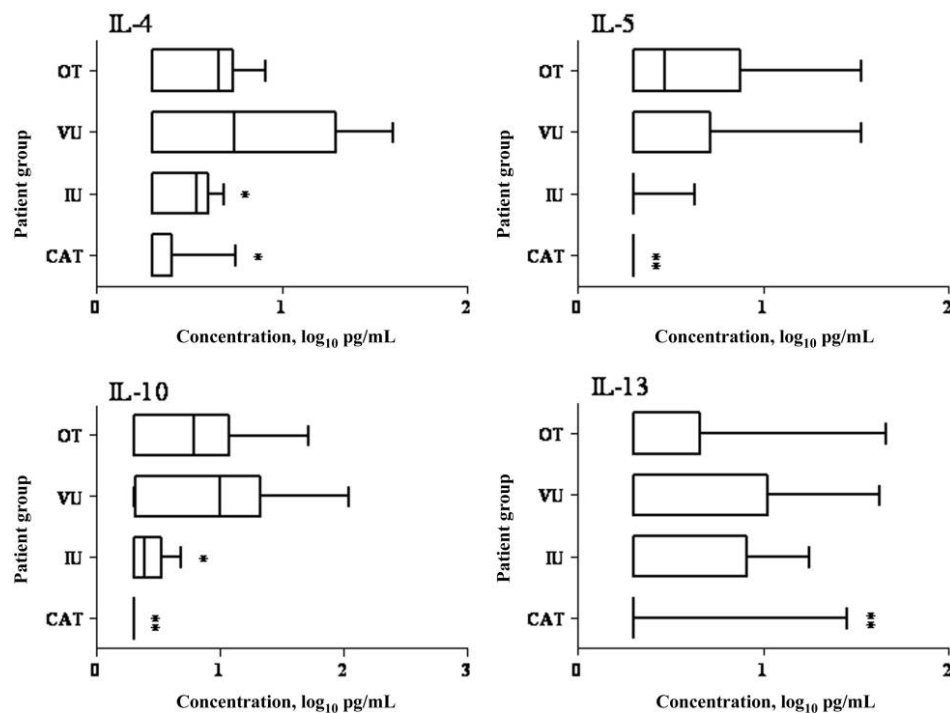 IL-4
Patient group
OT
VU
IU
*
CAT
*
0 1 2
Concentration, log10 pg/mL
IL-5
Patient group
OT
VU
IU
CAT
**
0 1 2
Concentration, log10 pg/mL
IL-10
Patient group
OT
VU
IU
*
CAT
**
0 1 2 3
Concentration, log10 pg/mL
IL-13
Patient group
OT
VU
IU
CAT
**
0 1 2
Concentration, log10 pg/mL